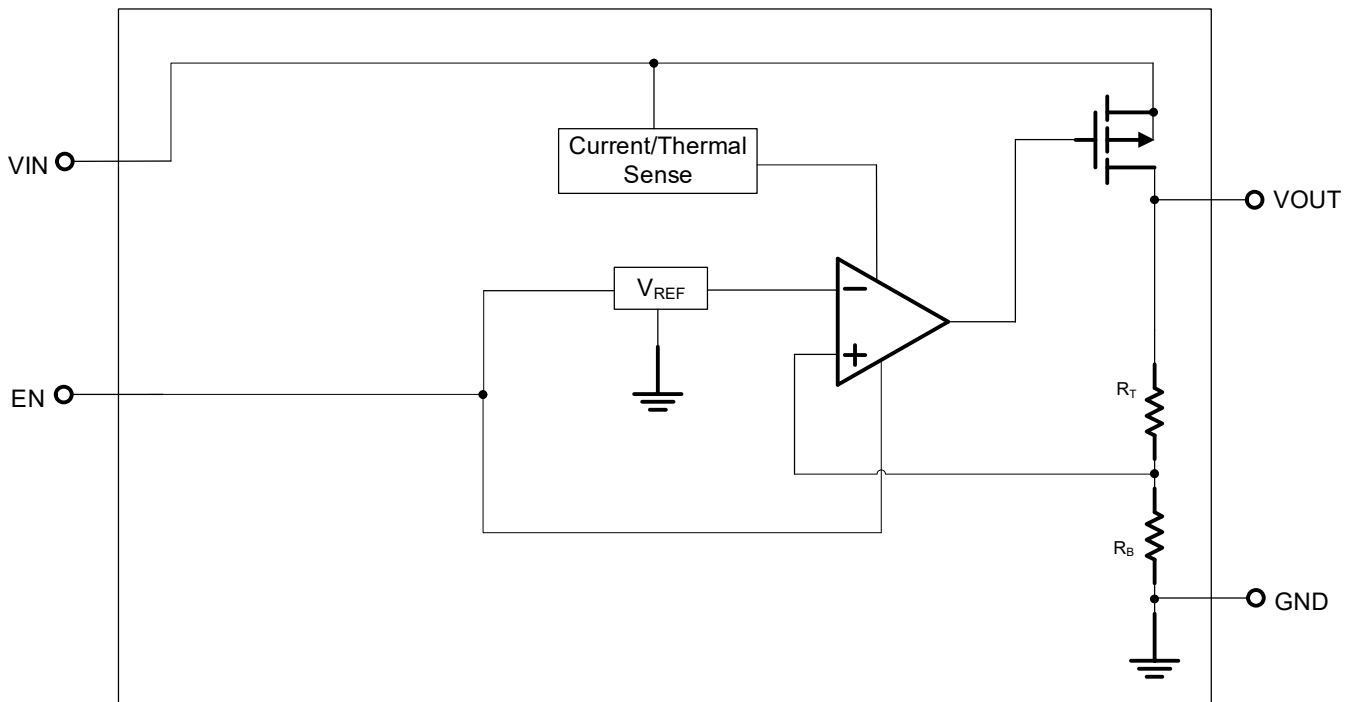 Current/Thermal
Sense
VIN
VOUT
VREF
EN
RT
RB
GND